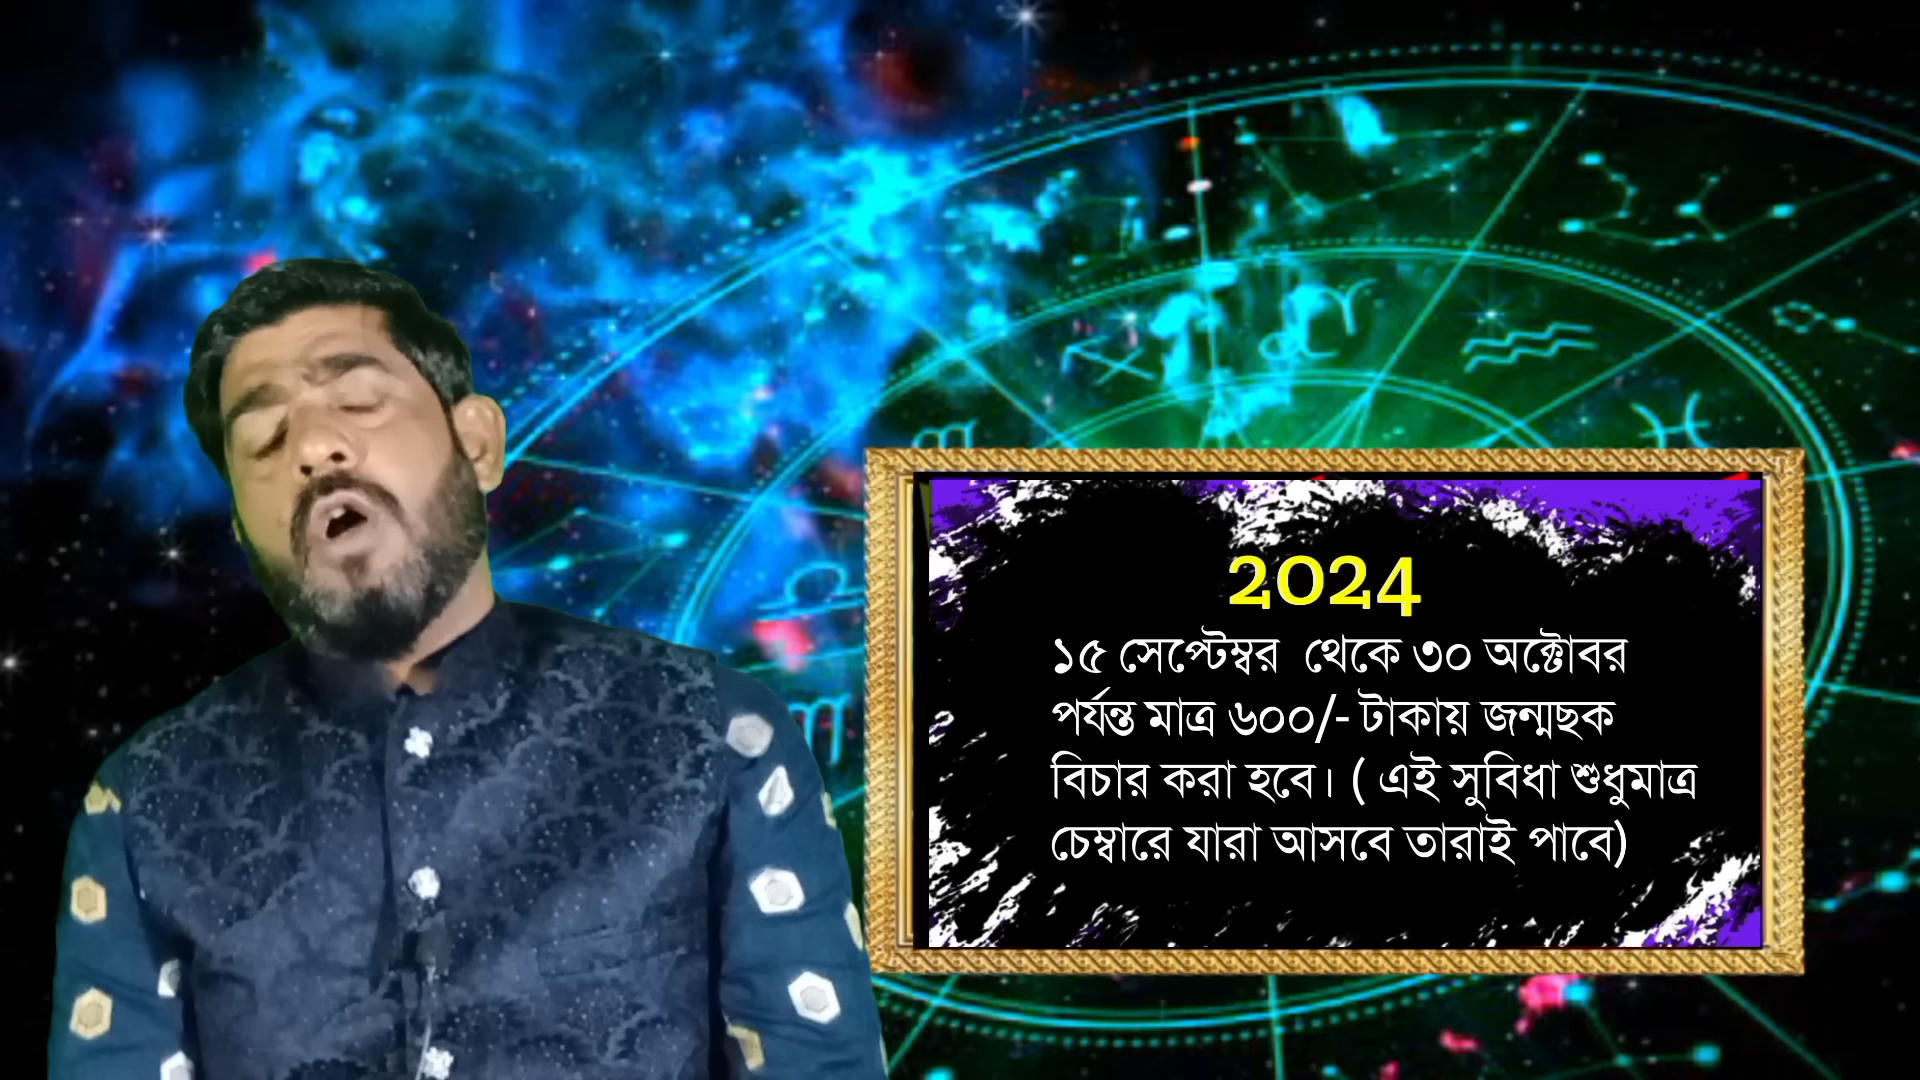 2024
১৫ সেপ্টেম্বর থেকে ৩০ অক্টোবর
পর্যন্ত মাত্র ৬০০/- টাকায় জন্মছক
বিচার করা হবে। ( এই সুবিধা শুধুমাত্র
চেম্বারে যারা আসবে তারাই পাবে)